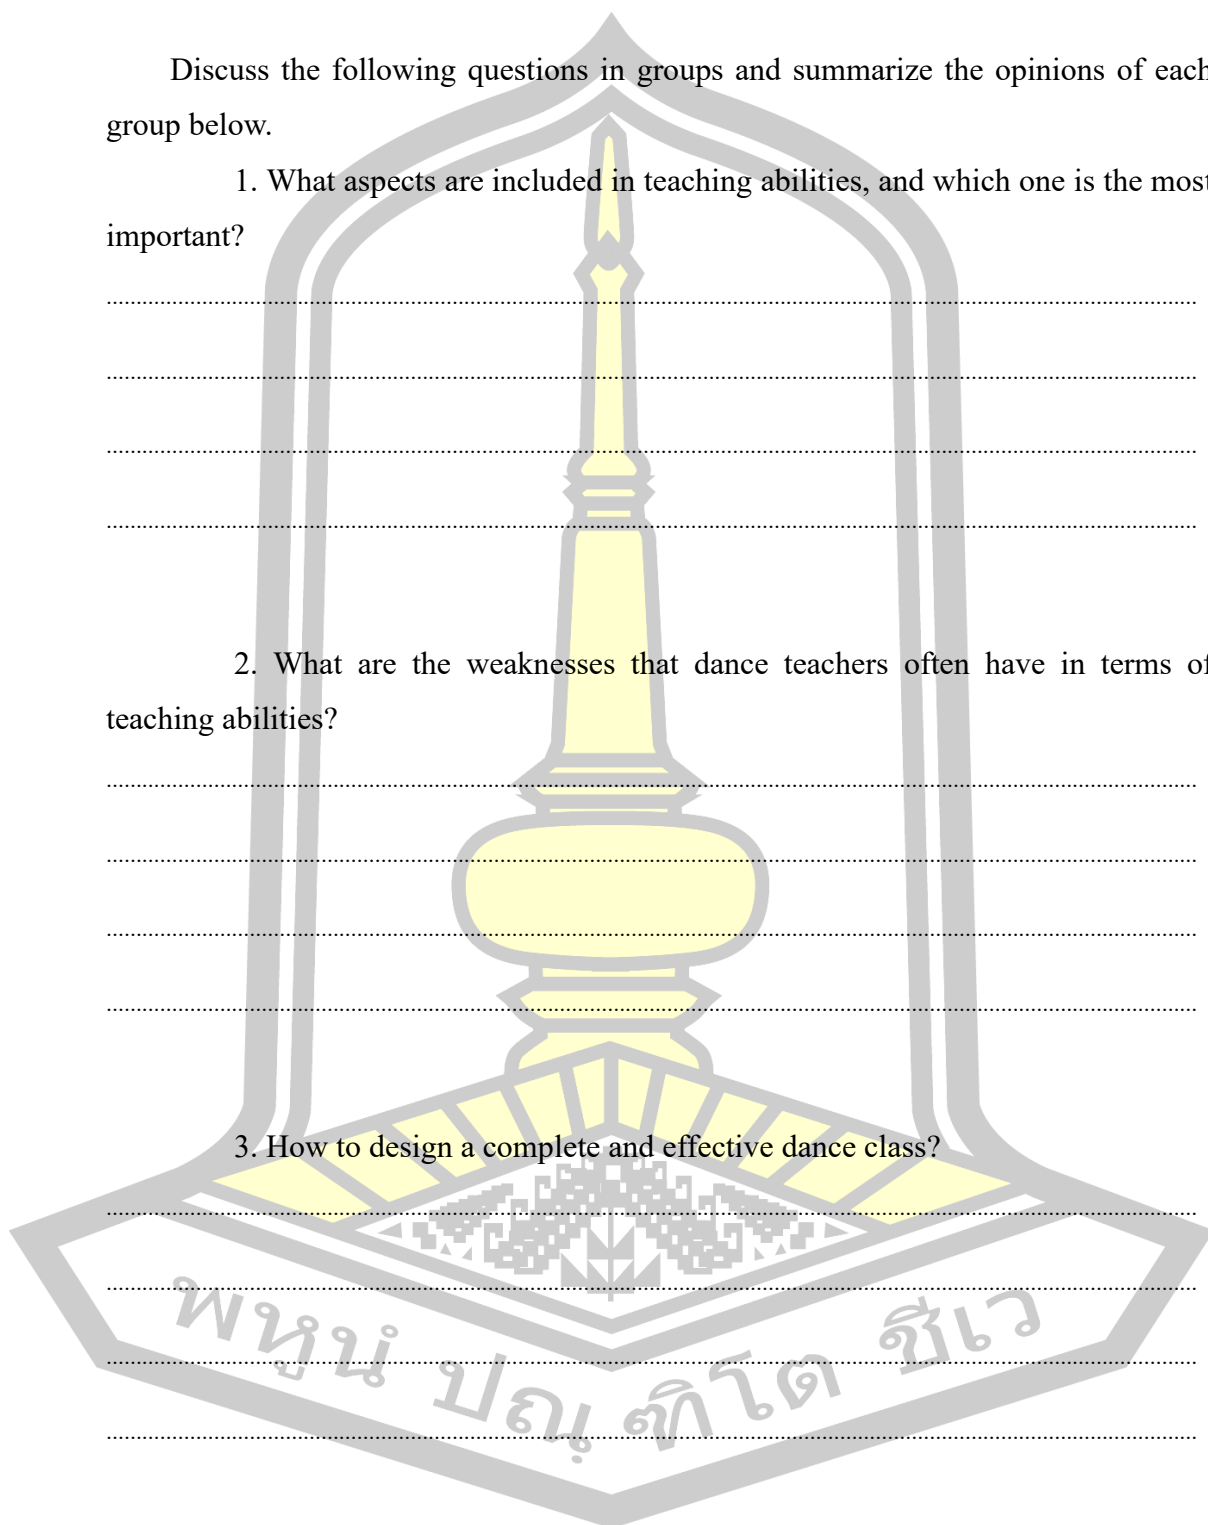 Discuss the following questions in groups and summarize the opinions of each
group below.
1. What aspects are included in teaching abilities, and which one is the most
important?
2. What are the weaknesses that dance teachers often have in terms of
teaching abilities?
3. How to design a complete and effective dance class?
พหูนํ ปณฺฑิโต ชีเว